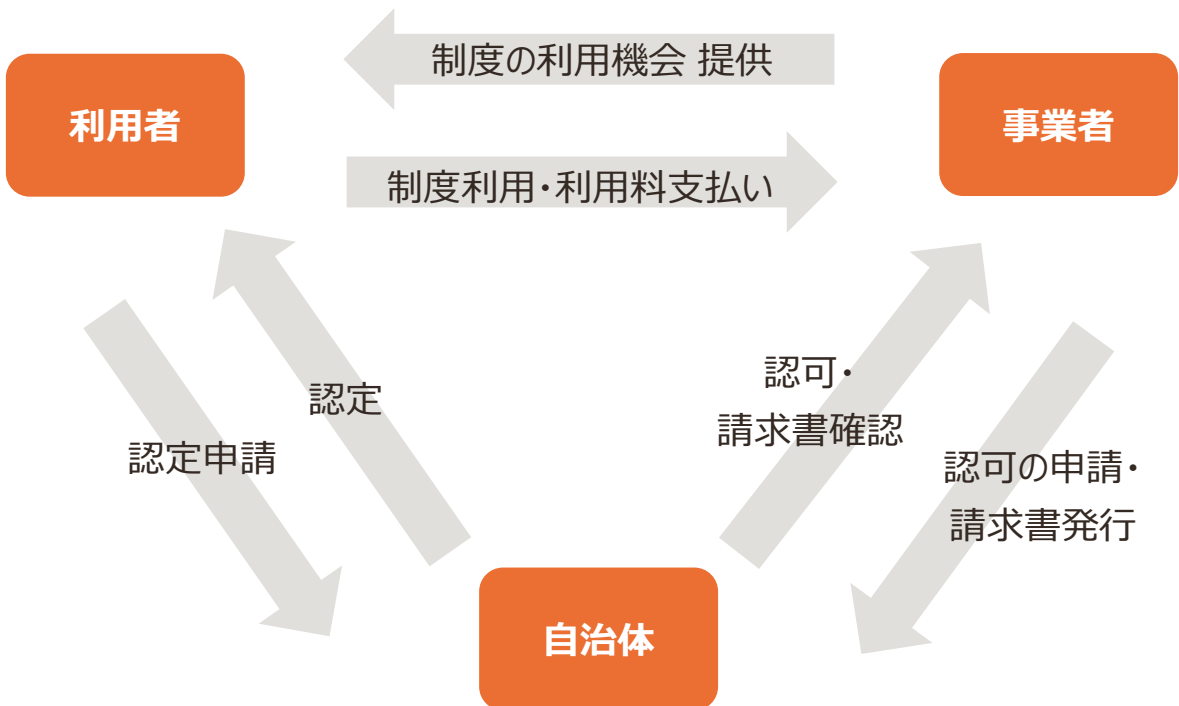 制度の利用機会 提供
利用者
事業者
制度利用・利用料支払い
認定
認定申請
認可・
請求書確認
認可の申請・
請求書発行
自治体